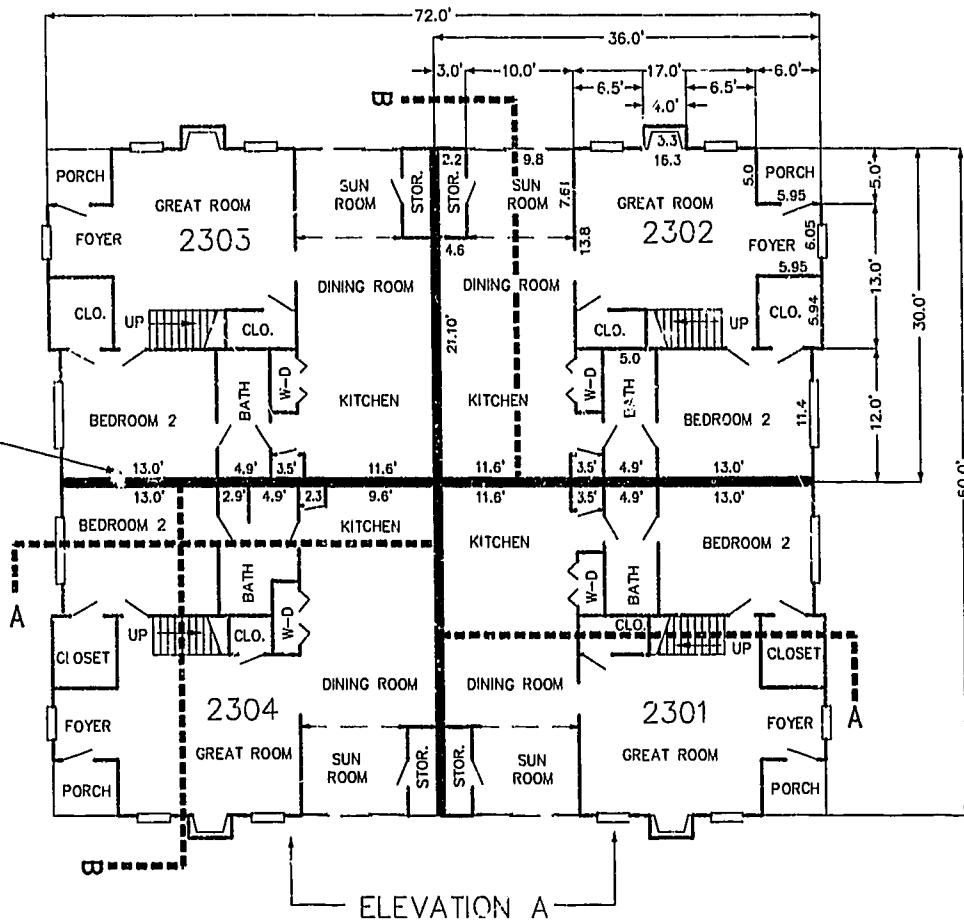 72.0'
36.0'
3.0' 10.0' 17.0' 6.0'
6.5' 6.5'
4.0'
B
3.3
2.2 9.8 16.3
PORCH STOR. STOR. 5.0 PORCH 5.0'
SUN ROOM SUN ROOM 7.61
5.95
GREAT ROOM GREAT ROOM
FOYER 2303 4.6 13.8 2302 FOYER 6.05
5.95
DINING ROOM DINING ROOM 13.0' 30.0'
CLO. UP CLO. 21.10' CLO. UP CLO. 5.94
5.0
W-D W-D
BATH BATH
BEDROOM 2 KITCHEN KITCHEN BEDROOM 2 11.4 12.0'
13.0' 4.9' 3.5' 11.6' 11.6' 3.5' 4.9' 13.0'
13.0' 2.9' 4.9' 2.3 9.6' 11.6' 3.5' 4.9' 13.0'
60.0'
BEDROOM 2 KITCHEN KITCHEN BEDROOM 2
BATH W-D BATH
A
W-D
UP CLO. CLO. UP
CLOSET CLOSET
DINING ROOM DINING ROOM
A
2304 2301
FOYER FOYER
GREAT ROOM GREAT ROOM
SUN ROOM STOR. STOR. SUN ROOM
PORCH PORCH
B
ELEVATION A